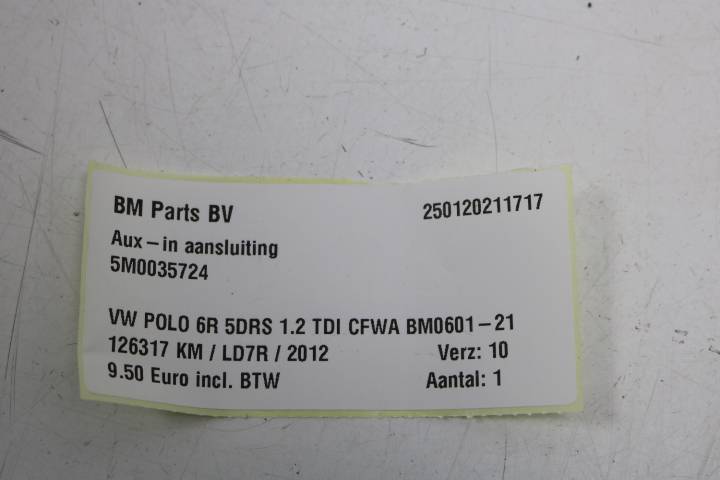 BM Parts BV 250120211717
Aux-in aansluiting
5M0035724
VW POLO 6R 5DRS 1.2 TDI CFWA BM0601-21
126317 KM / LD7R / 2012 Verz: 10
9.50 Euro incl. BTW Aantal: 1